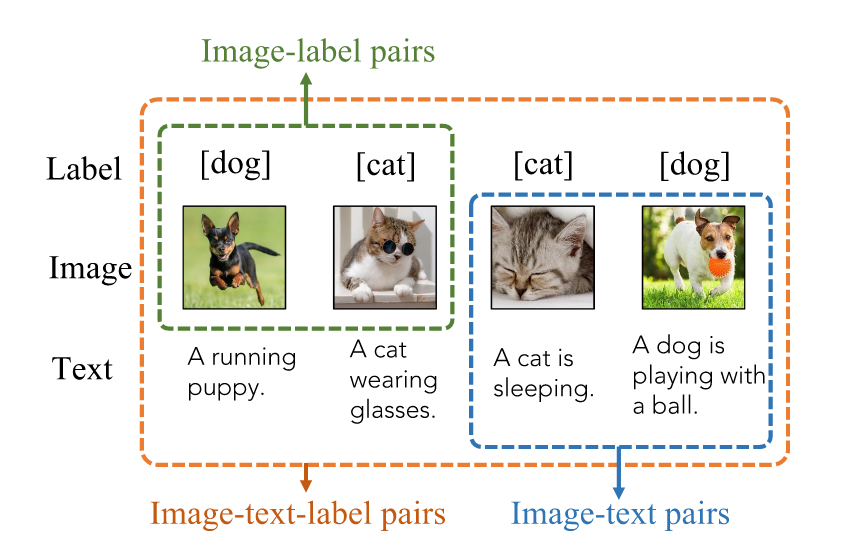 Image-label pairs
Label [dog] [cat] [cat] [dog]
Image
Text
A running
puppy.
A cat
wearing
glasses.
A cat is
sleeping.
A dog is
playing with
a ball.
Image-text-label pairs Image-text pairs